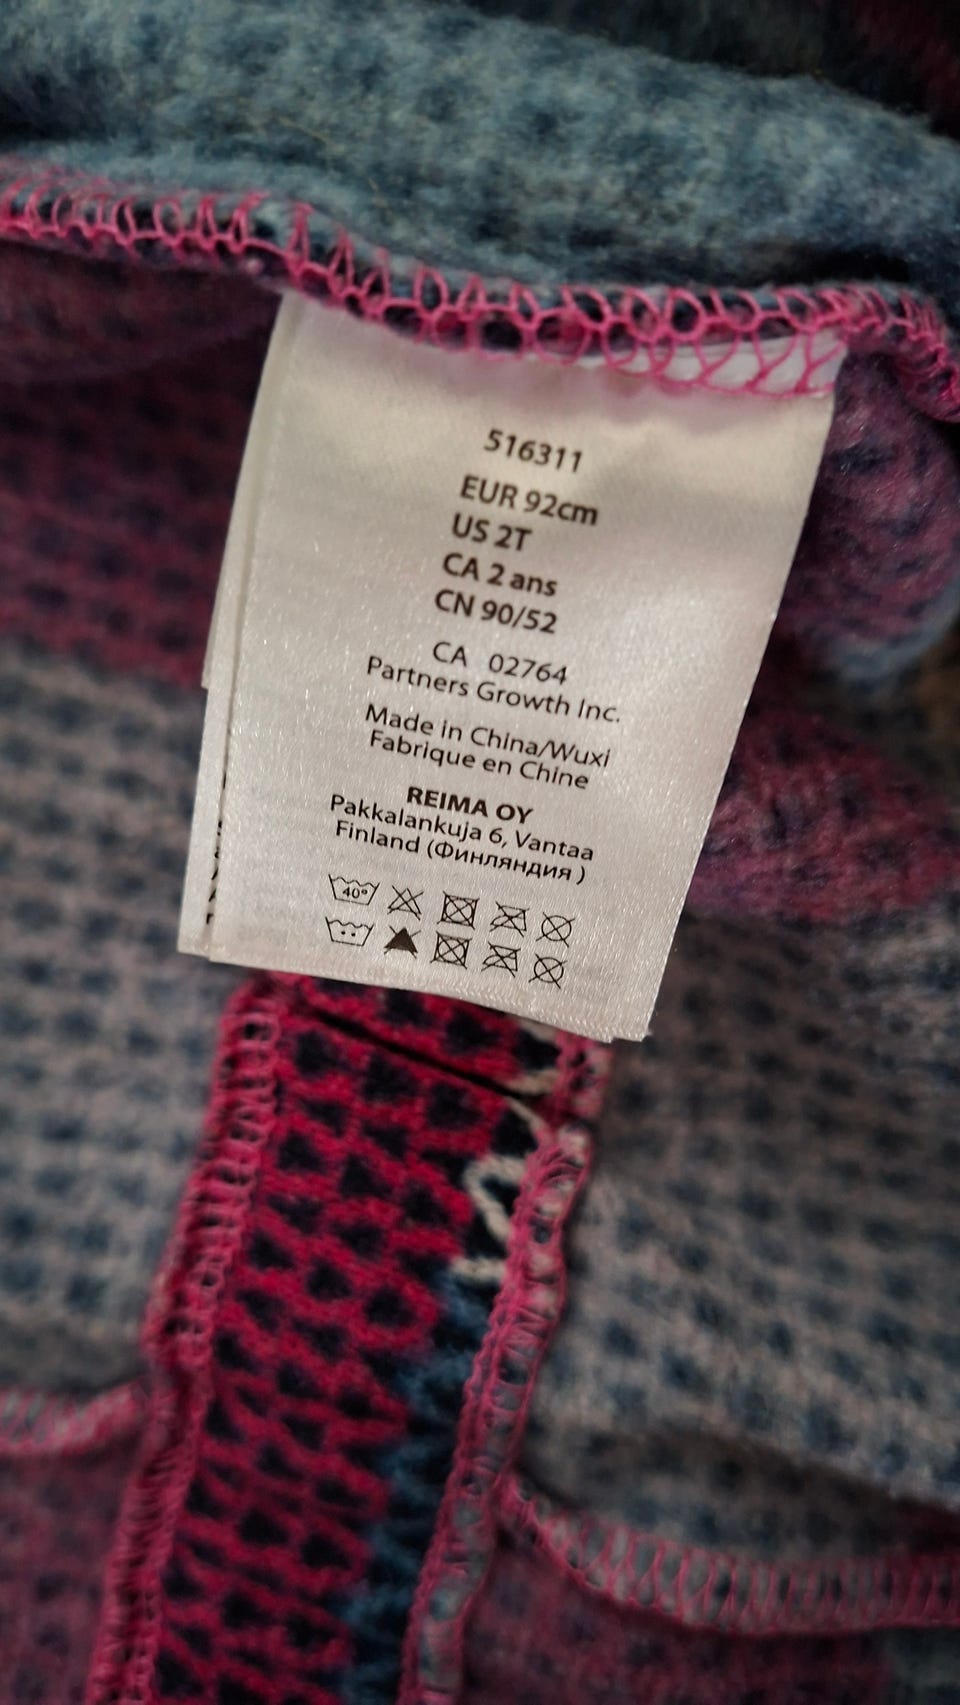 516311
EUR 92cm
US 2T
CA 2 ans
CN 90/52
CA 02764
Partners Growth Inc.
Made in China/Wuxi
Fabrique en Chine
REIMA OY
Pakkalankuja 6, Vantaa
Finland (Финляндия )
40°